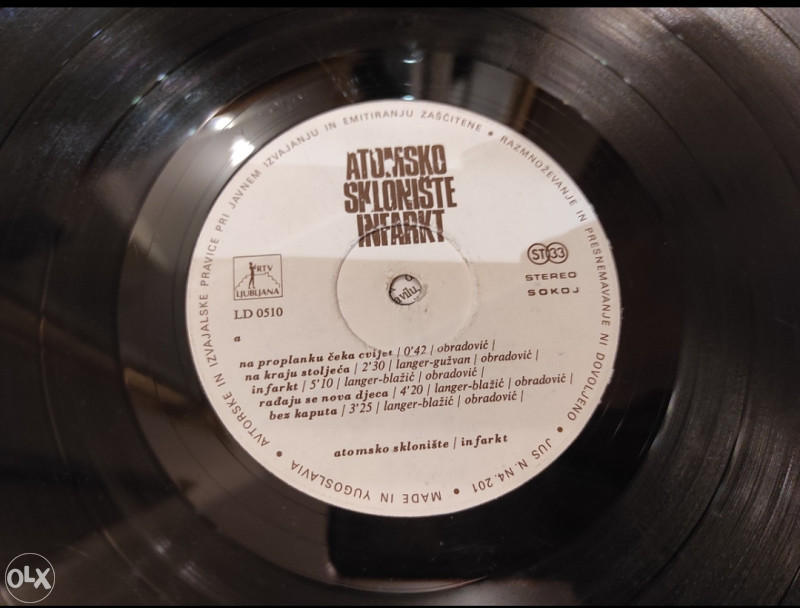 AVTORSKE IN IZVAJALSKE PRAVICE PRI JAVNEM IZVAJANJU IN EMITIRANJU ZAŠČITENE • RAZMNOŽEVANJE IN PRESNEMAVANJE NI DOVOLJENO • JUS N.N4.201 • MADE IN YUGOSLAVIA •
ATOMSKO
SKLONIŠTE
INFARKT
RTV
LJUBLJANA
LD 0510
ST 33
STEREO
SOKOJ
a
na proplanku čeka cvijet | 0'42 | obradović |
na kraju stoljeća | 2'30 | langer-gužvan | obradović |
infarkt | 5'10 | langer-blažić | obradović |
rađaju se nova djeca | 4'20 | langer-blažić | obradović |
bez kaputa | 3'25 | langer-blažić | obradović |
atomsko sklonište | infarkt
OLX